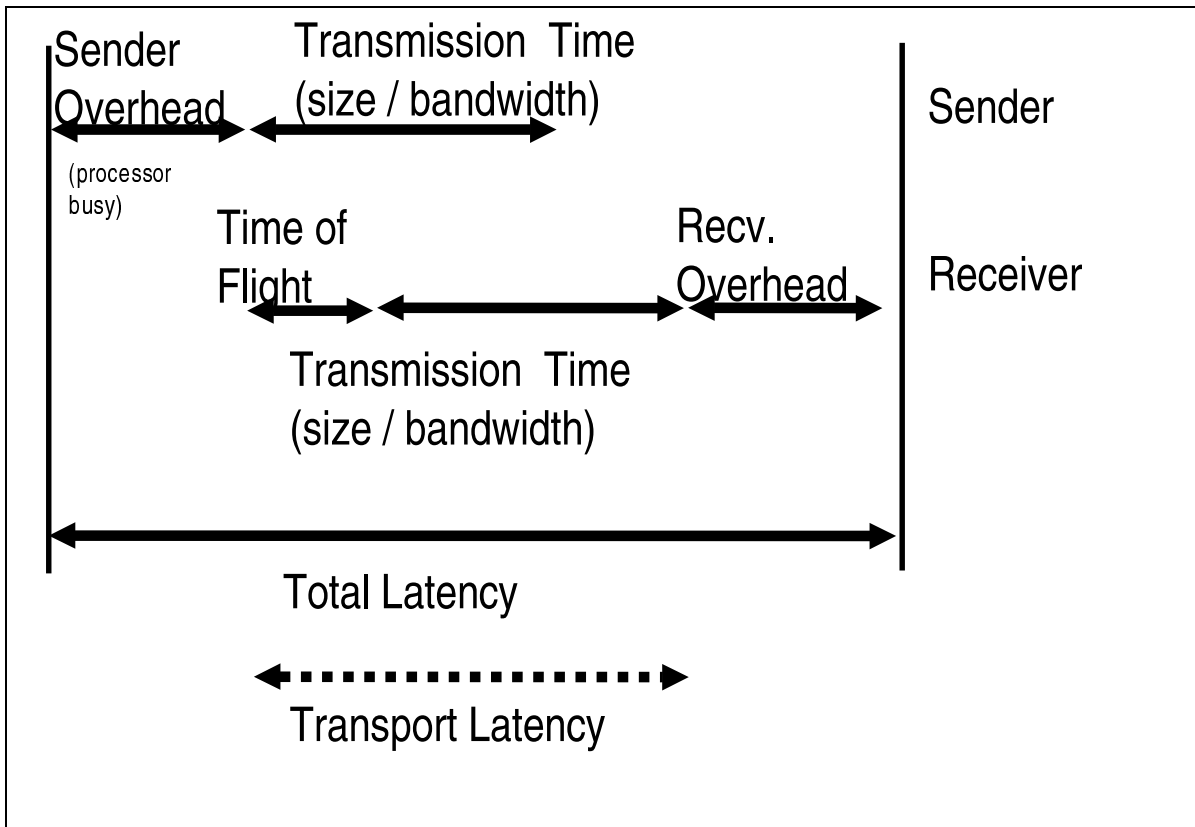 Sender
Overhead
Transmission Time
(size / bandwidth)
Sender
(processor
busy)
Time of
Flight
Recv.
Overhead
Receiver
Transmission Time
(size / bandwidth)
Total Latency
Transport Latency